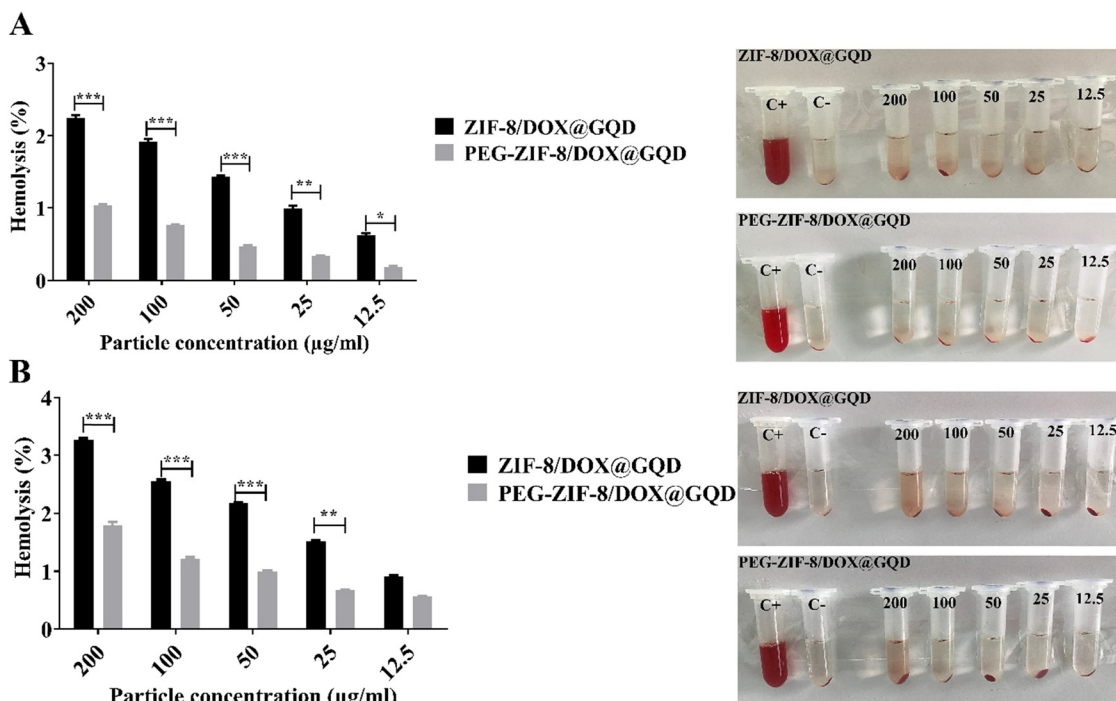 A
Hemolysis (%)
3
2
1
0
***
***
***
**
*
200
100
50
25
12.5
Particle concentration (µg/ml)
ZIF-8/DOX@GQD
PEG-ZIF-8/DOX@GQD
ZIF-8/DOX@GQD
C+ C- 200 100 50 25 12.5
PEG-ZIF-8/DOX@GQD
C+ C- 200 100 50 25 12.5
B
Hemolysis (%)
4
3
2
1
0
***
***
***
**
200
100
50
25
12.5
Particle concentration (µg/ml)
ZIF-8/DOX@GQD
PEG-ZIF-8/DOX@GQD
ZIF-8/DOX@GQD
C+ C- 200 100 50 25 12.5
PEG-ZIF-8/DOX@GQD
C+ C- 200 100 50 25 12.5